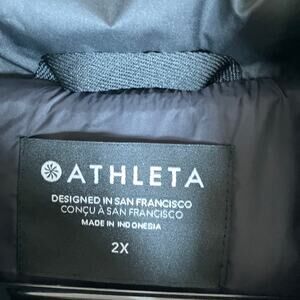 ATHLETA
DESIGNED IN SAN FRANCISCO
CONÇU À SAN FRANCISCO
MADE IN INDONESIA
2X